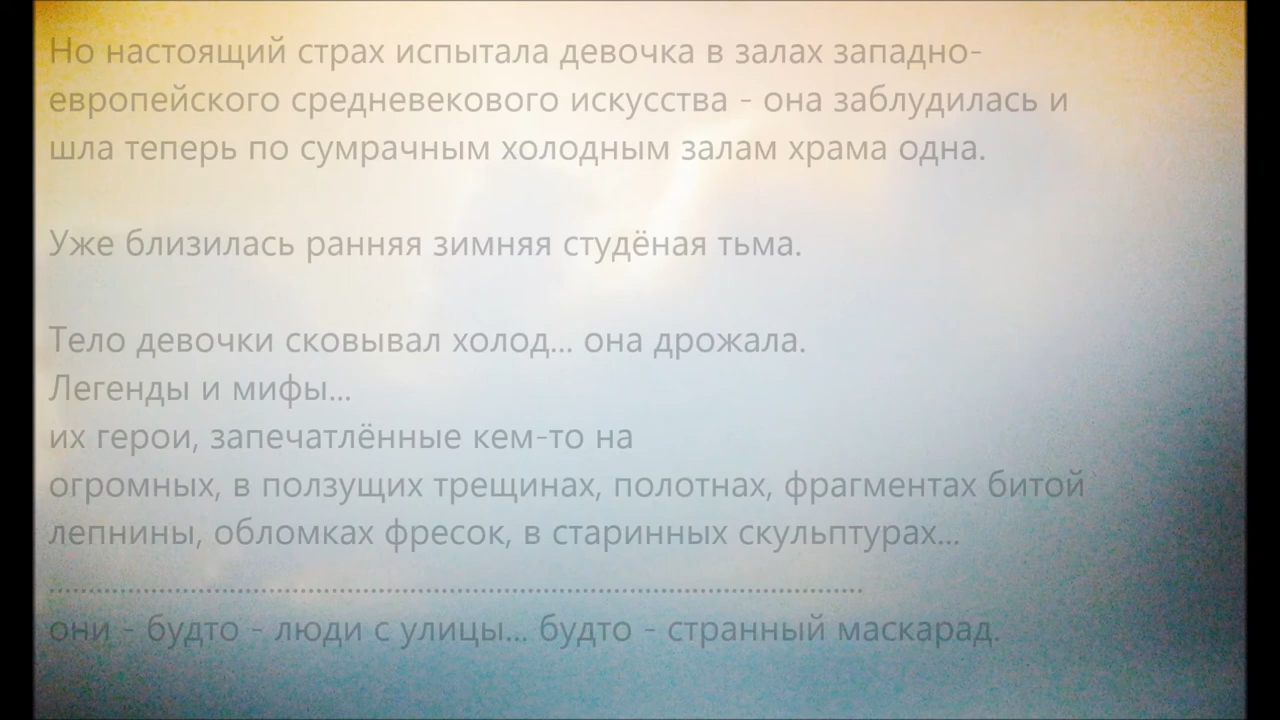 Но настоящий страх испытала девочка в залах западно-
европейского средневекового искусства - она заблудилась и
шла теперь по сумрачным холодным залам храма одна.
Уже близилась ранняя зимняя студёная тьма.
Тело девочки сковывал холод... она дрожала.
Легенды и мифы...
их герои, запечатлённые кем-то на
огромных, в ползущих трещинах, полотнах, фрагментах битой
лепнины, обломках фресок, в старинных скульптурах...
........................................................................................................
они - будто - люди с улицы... будто - странный маскарад.